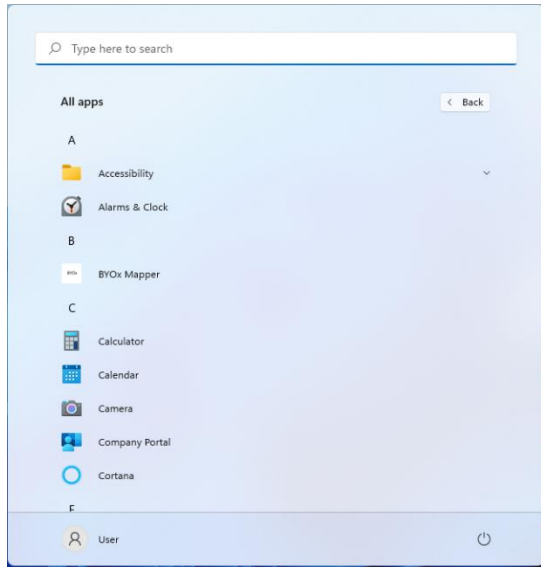 Type here to search
All apps
Back
A
Accessibility
Alarms & Clock
B
BYOx BYOx Mapper
C
Calculator
Calendar
Camera
Company Portal
Cortana
User